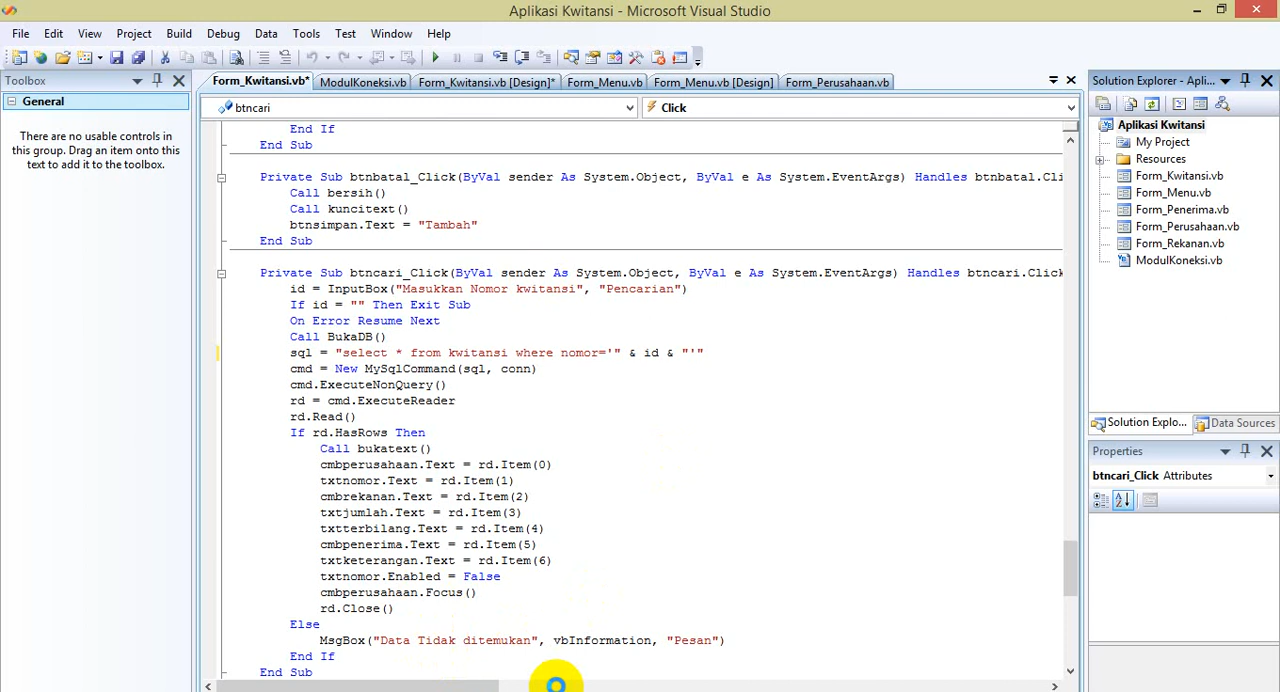 Aplikasi Kwitansi - Microsoft Visual Studio
File Edit View Project Build Debug Data Tools Test Window Help
Toolbox
General
There are no usable controls in
this group. Drag an item onto this
text to add it to the toolbox.
Form_Kwitansi.vb* ModulKoneksi.vb Form_Kwitansi.vb [Design]* Form_Menu.vb Form_Menu.vb [Design] Form_Perusahaan.vb
btncari Click
End If
End Sub
Private Sub btnbatal_Click(ByVal sender As System.Object, ByVal e As System.EventArgs) Handles btnbatal.Cli
Call bersih()
Call kuncitext()
btnsimpan.Text = "Tambah"
End Sub
Private Sub btncari_Click(ByVal sender As System.Object, ByVal e As System.EventArgs) Handles btncari.Click
id = InputBox("Masukkan Nomor kwitansi", "Pencarian")
If id = "" Then Exit Sub
On Error Resume Next
Call BukaDB()
sql = "select * from kwitansi where nomor='" & id & "'"
cmd = New MySqlCommand(sql, conn)
cmd.ExecuteNonQuery()
rd = cmd.ExecuteReader
rd.Read()
If rd.HasRows Then
Call bukatext()
cmbperusahaan.Text = rd.Item(0)
txtnomor.Text = rd.Item(1)
cmbrekanan.Text = rd.Item(2)
txtjumlah.Text = rd.Item(3)
txtterbilang.Text = rd.Item(4)
cmbpenerima.Text = rd.Item(5)
txtketerangan.Text = rd.Item(6)
txtnomor.Enabled = False
cmbperusahaan.Focus()
rd.Close()
Else
MsgBox("Data Tidak ditemukan", vbInformation, "Pesan")
End If
End Sub
Solution Explorer - Apli...
Aplikasi Kwitansi
My Project
Resources
Form_Kwitansi.vb
Form_Menu.vb
Form_Penerima.vb
Form_Perusahaan.vb
Form_Rekanan.vb
ModulKoneksi.vb
Solution Explo... Data Sources
Properties
btncari_Click Attributes